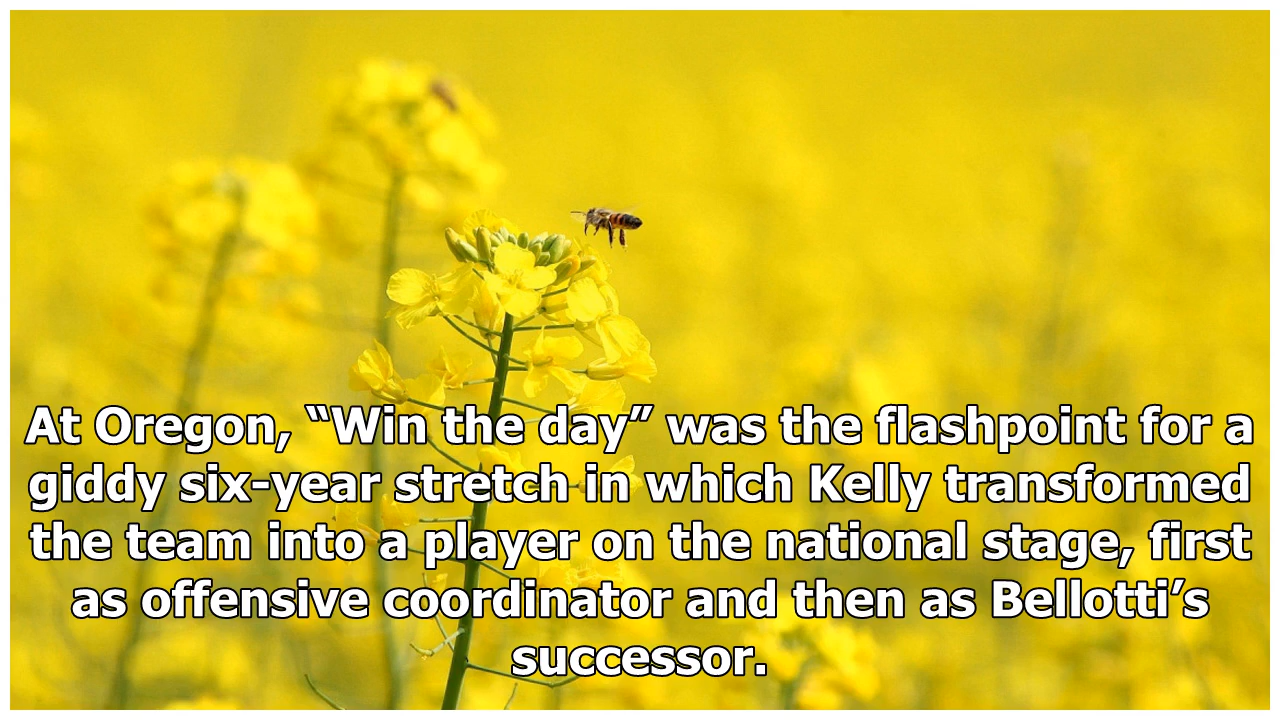 At Oregon, “Win the day” was the flashpoint for a
giddy six-year stretch in which Kelly transformed
the team into a player on the national stage, first
as offensive coordinator and then as Bellotti’s
successor.